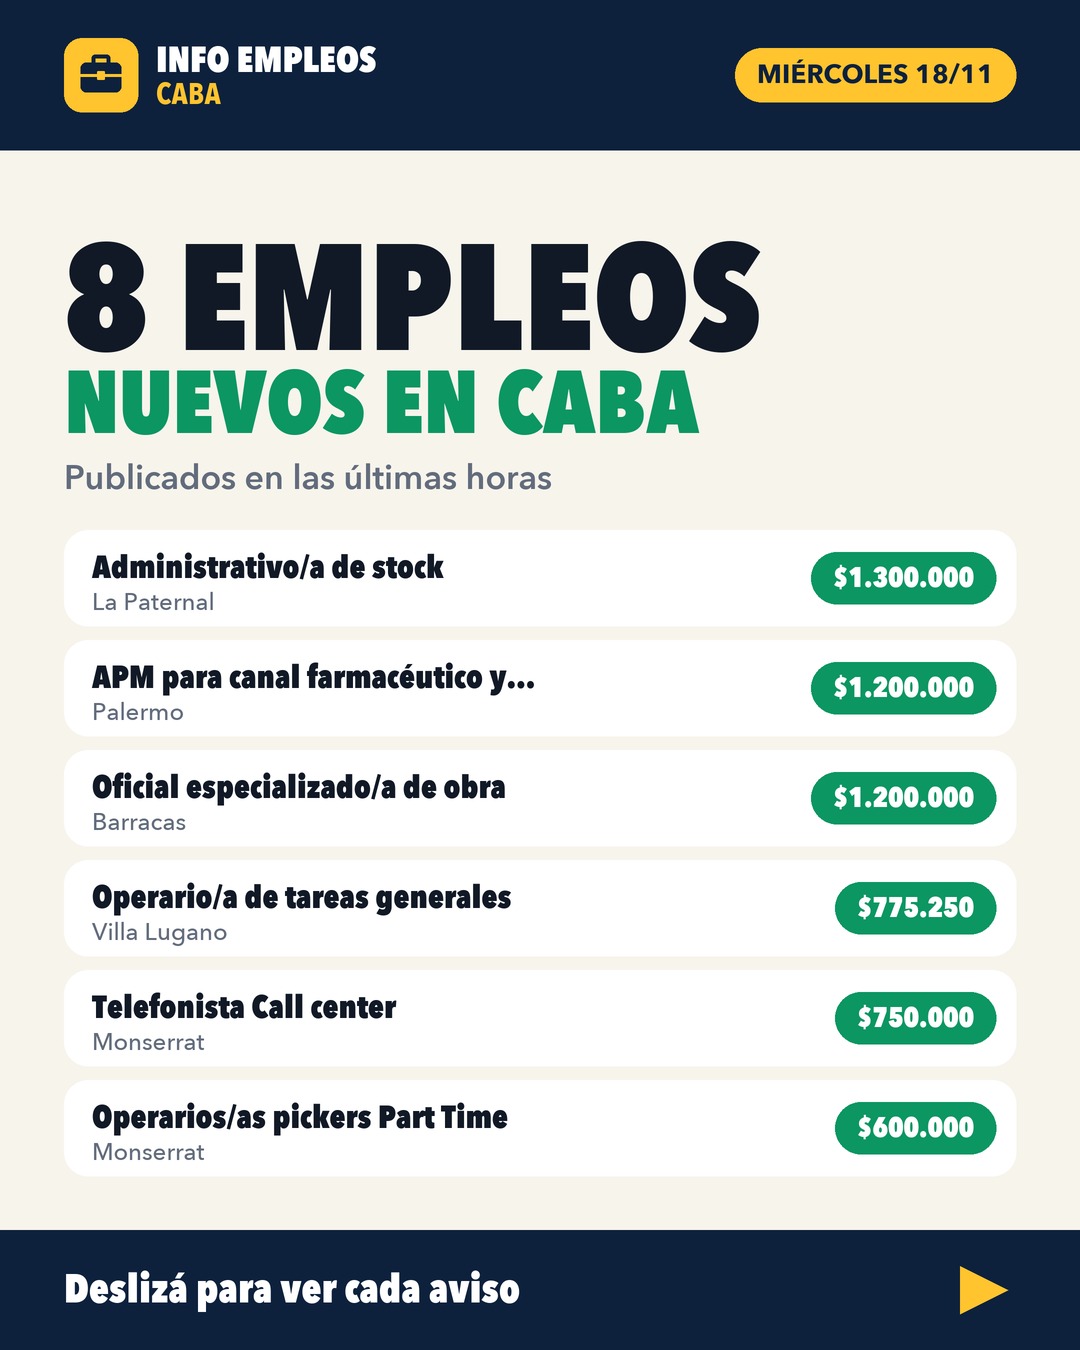 INFO EMPLEOS
CABA
MIÉRCOLES 18/11
8 EMPLEOS
NUEVOS EN CABA
Publicados en las últimas horas
Administrativo/a de stock
La Paternal
$1.300.000
APM para canal farmacéutico y...
Palermo
$1.200.000
Oficial especializado/a de obra
Barracas
$1.200.000
Operario/a de tareas generales
Villa Lugano
$775.250
Telefonista Call center
Monserrat
$750.000
Operarios/as pickers Part Time
Monserrat
$600.000
Deslizá para ver cada aviso